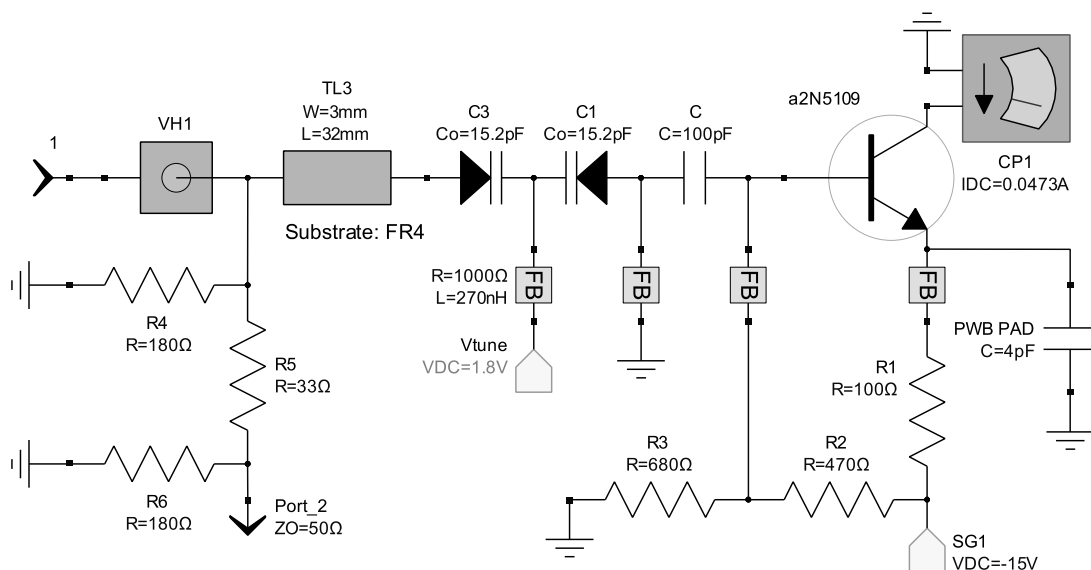 1
VH1
TL3
W=3mm
L=32mm
Substrate: FR4
C3
Co=15.2pF
C1
Co=15.2pF
C
C=100pF
a2N5109
CP1
IDC=0.0473A
R4
R=180Ω
R5
R=33Ω
R6
R=180Ω
Port_2
ZO=50Ω
R=1000Ω
L=270nH
FB
FB
FB
FB
Vtune
VDC=1.8V
PWB PAD
C=4pF
R1
R=100Ω
R3
R=680Ω
R2
R=470Ω
SG1
VDC=-15V